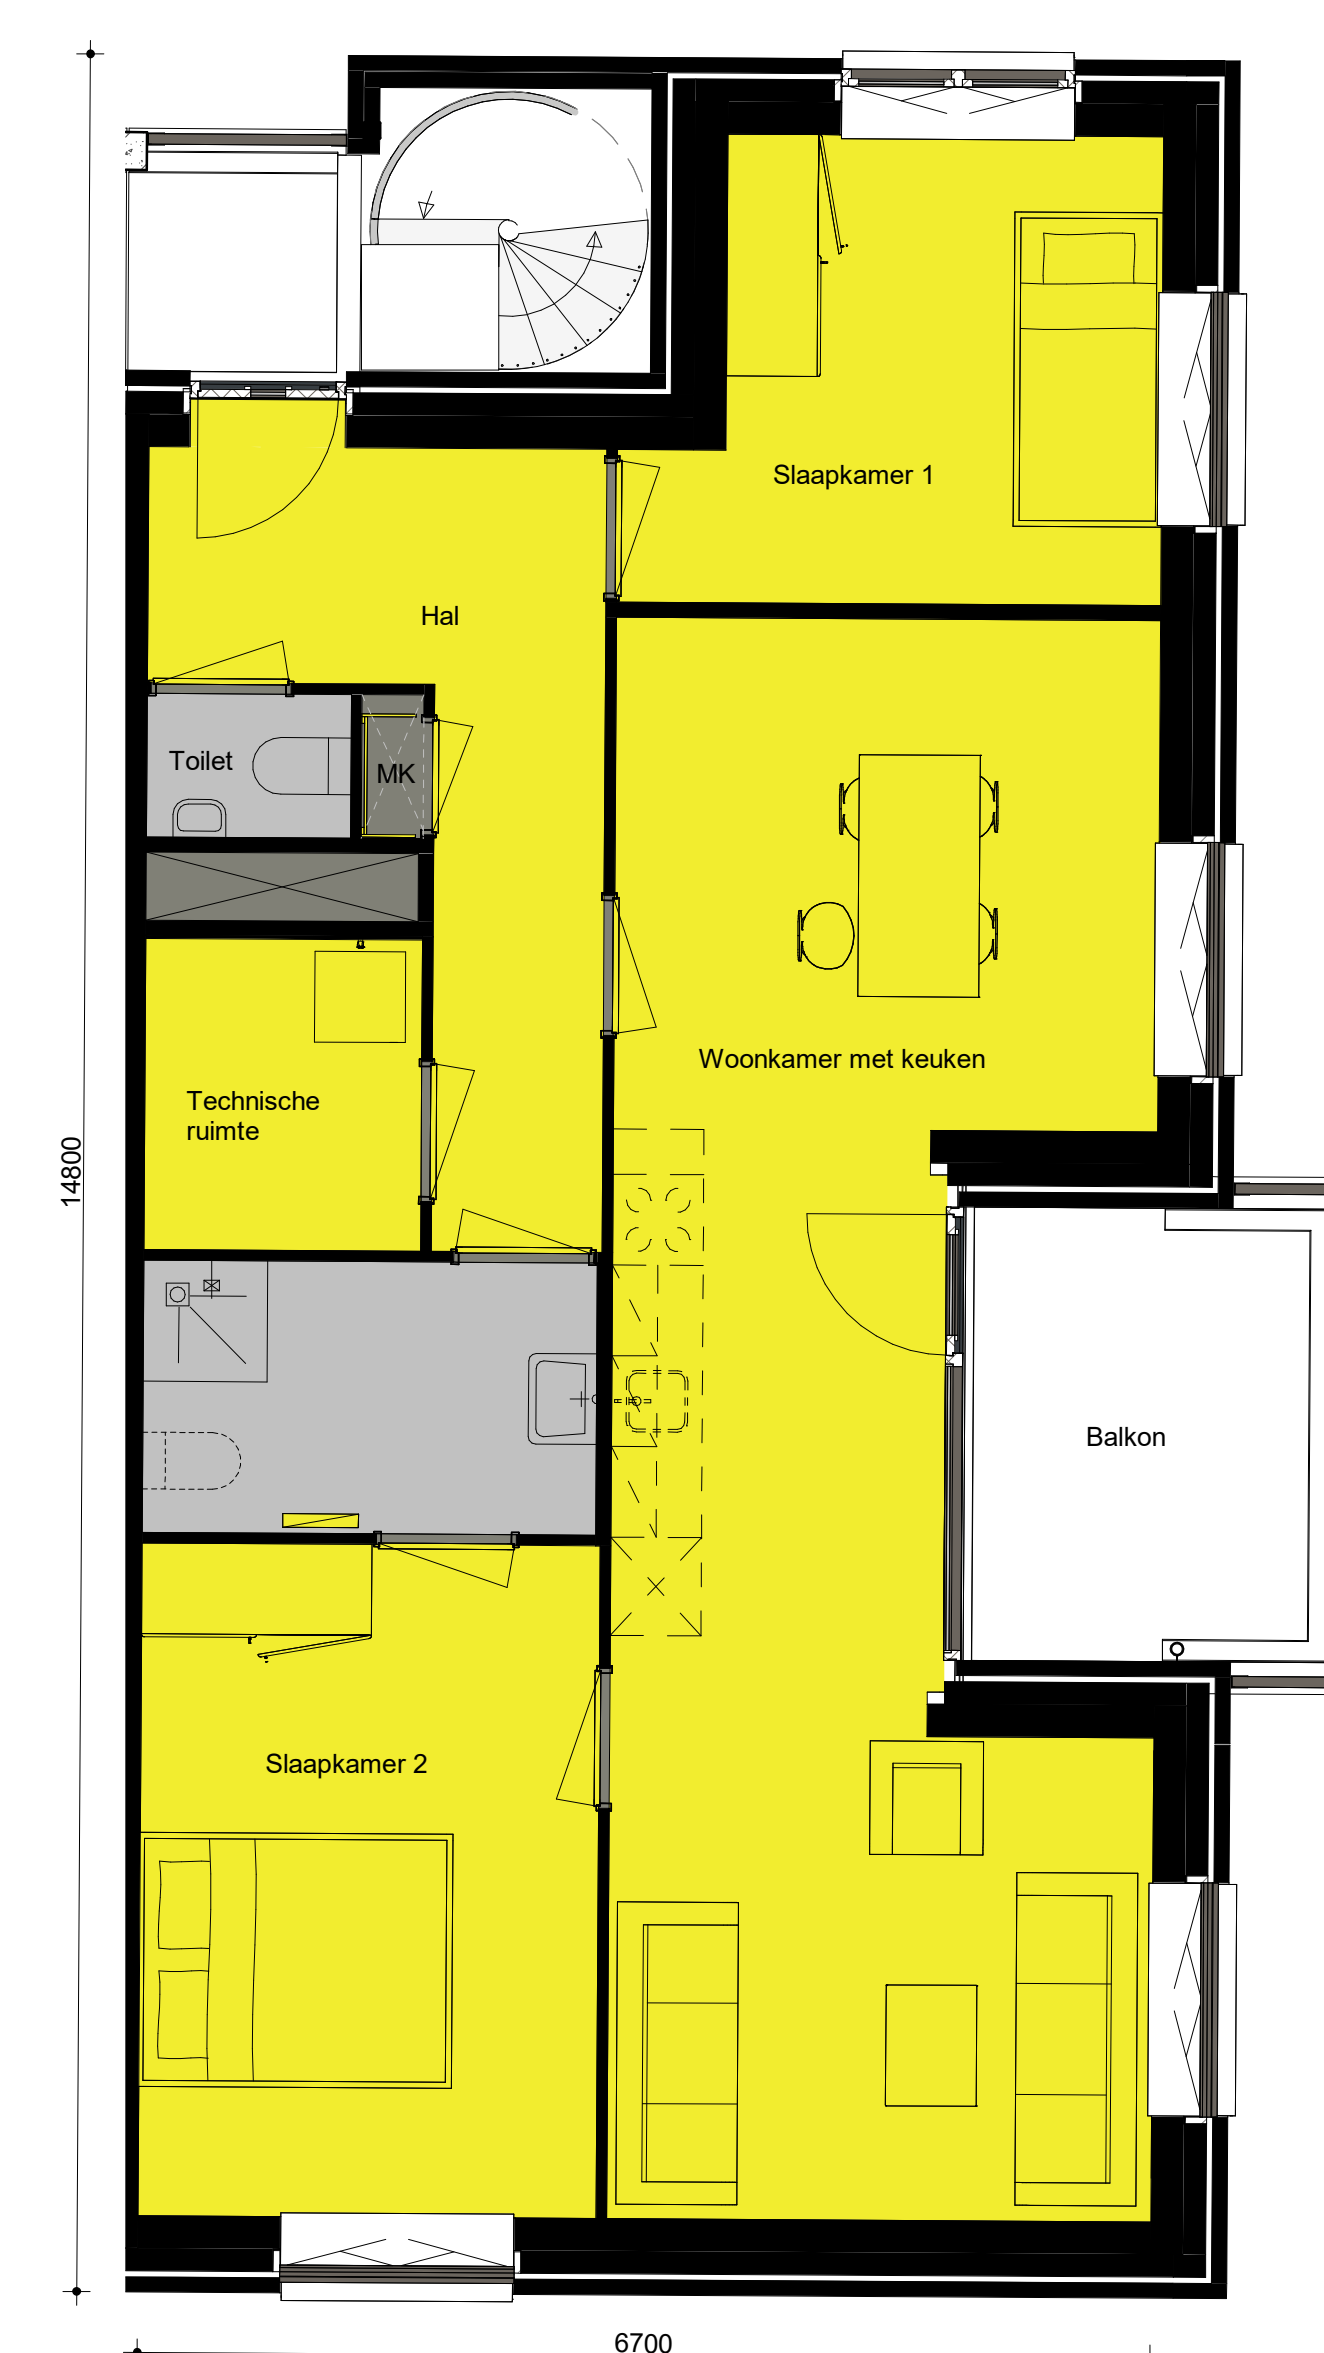 Slaapkamer 1
Hal
Toilet
MK
Woonkamer met keuken
Technische
ruimte
14800
Balkon
Slaapkamer 2
6700